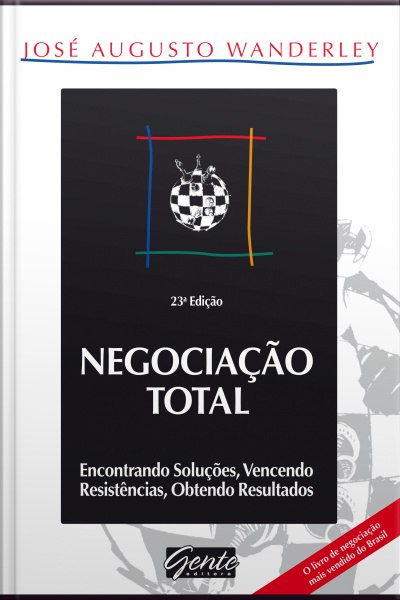 JOSÉ AUGUSTO WANDERLEY
23ª Edição
NEGOCIAÇÃO
TOTAL
Encontrando Soluções, Vencendo
Resistências, Obtendo Resultados
Gente
editora
O livro de negociação
mais vendido do Brasil